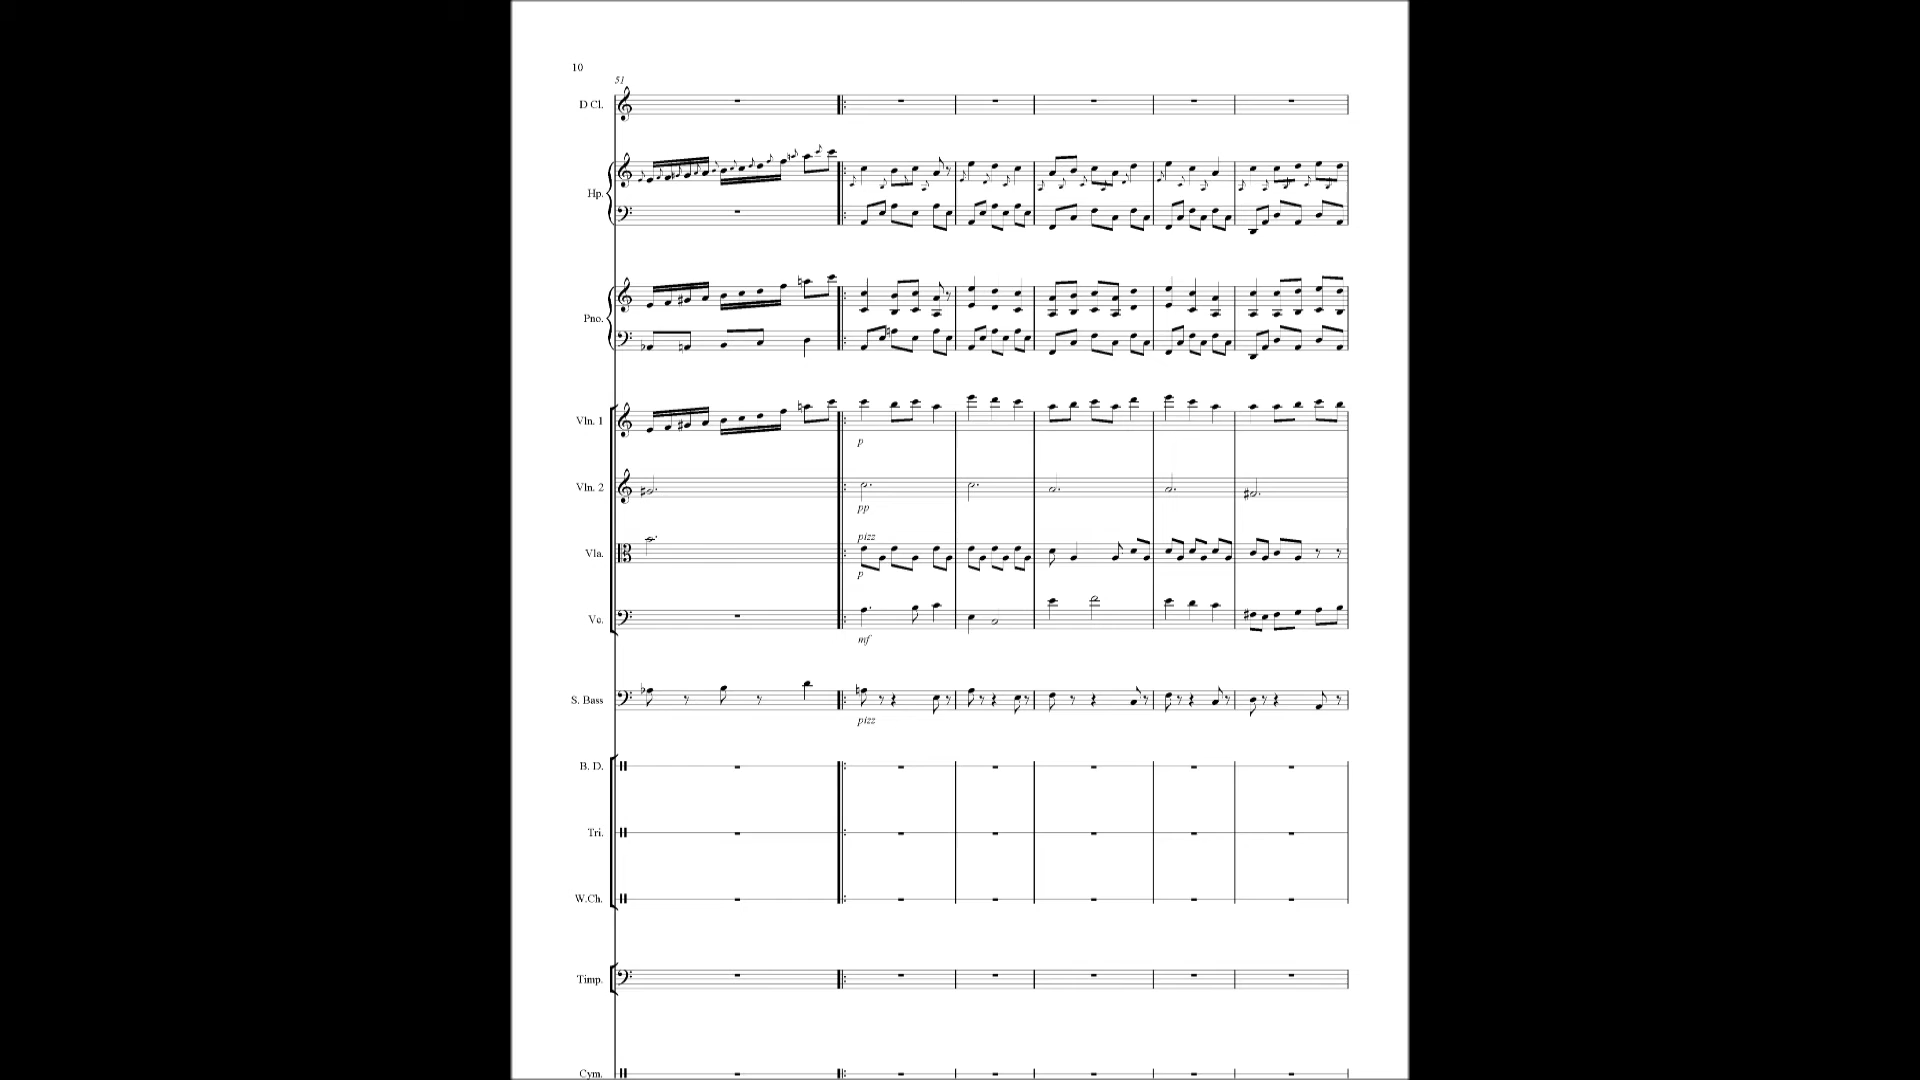 10
51
D Cl.
Hp.
Pno.
Vln. 1
p
Vln. 2
pp
pizz
Vla.
p
Vc.
mf
S. Bass
pizz
B. D.
Tri.
W.Ch.
Timp.
Cym.